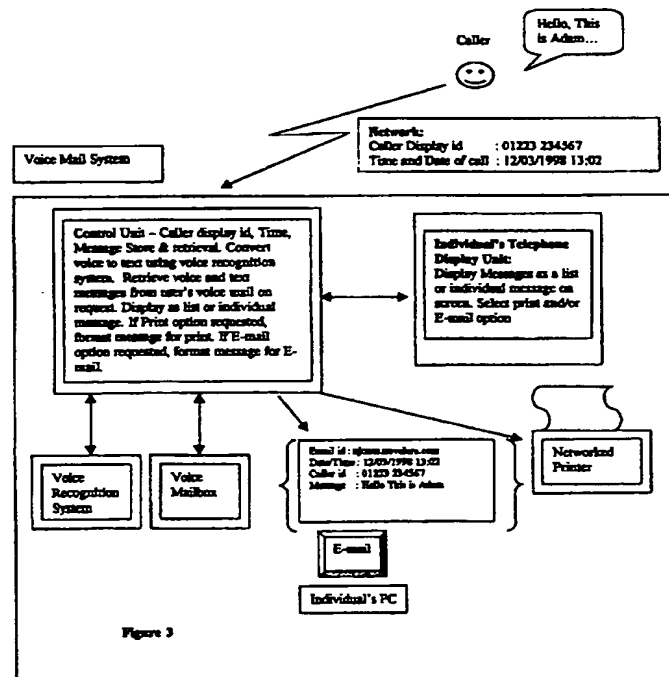 Hello, This
is Adam...
Caller
Network:
Caller Display id : 01223 234567
Time and Date of call : 12/03/1998 13:02
Voice Mail System
Control Unit – Caller display id, Time,
Message Store & retrieval. Convert
voice to text using voice recognition
system. Retrieve voice and text
messages from user's voice mail on
request. Display as list or individual
message. If Print option requested,
format message for print. If E-mail
option requested, format message for E-
mail.
Individual's Telephone
Display Unit:
Display Messages as a list
or individual message on
screen. Select print and/or
E-mail option
Voice
Recognition
System
Voice
Mailbox
Email id :
Date/Time : 12/03/1998 13:02
Caller id : 01223 234567
Message : Hello This is Adam
Networked
Printer
E-mail
Individual's PC
Figure 3